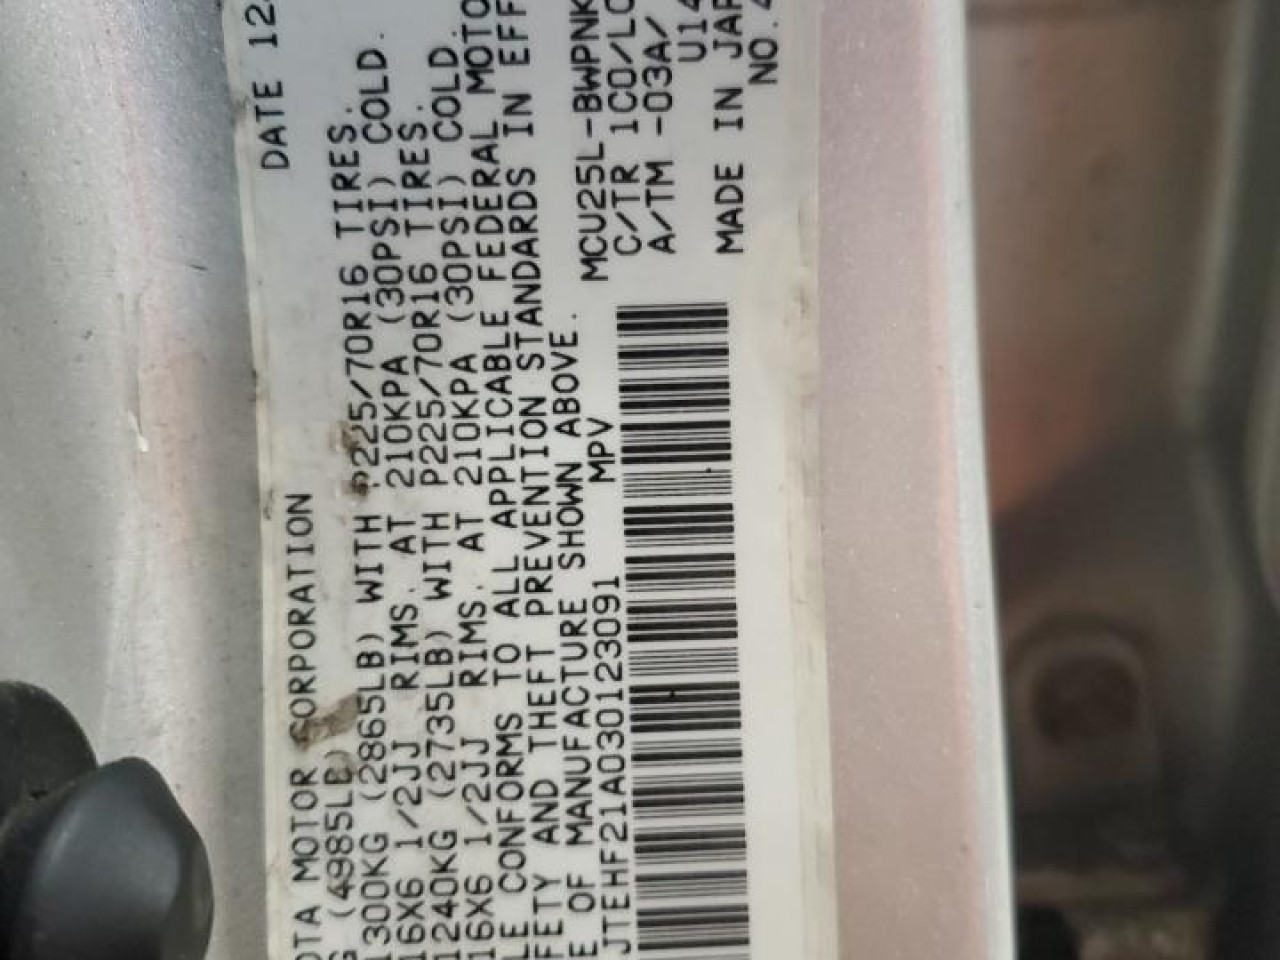 OTA MOTOR CORPORATION DATE 12
G (4985LB)
1300KG (2865LB) WITH P225/70R16 TIRES.
16X6 1/2JJ RIMS. AT 210KPA (30PSI) COLD.
1240KG (2735LB) WITH P225/70R16 TIRES.
16X6 1/2JJ RIMS. AT 210KPA (30PSI) COLD.
LE CONFORMS TO ALL APPLICABLE FEDERAL MOTO
FETY AND THEFT PREVENTION STANDARDS IN EFF
E OF MANUFACTURE SHOWN ABOVE.
JTEHF21A030123091 MPV MCU25L-BWPNK
C/TR 1C0/LC
A/TM -03A/
U14
MADE IN JAP
NO.4